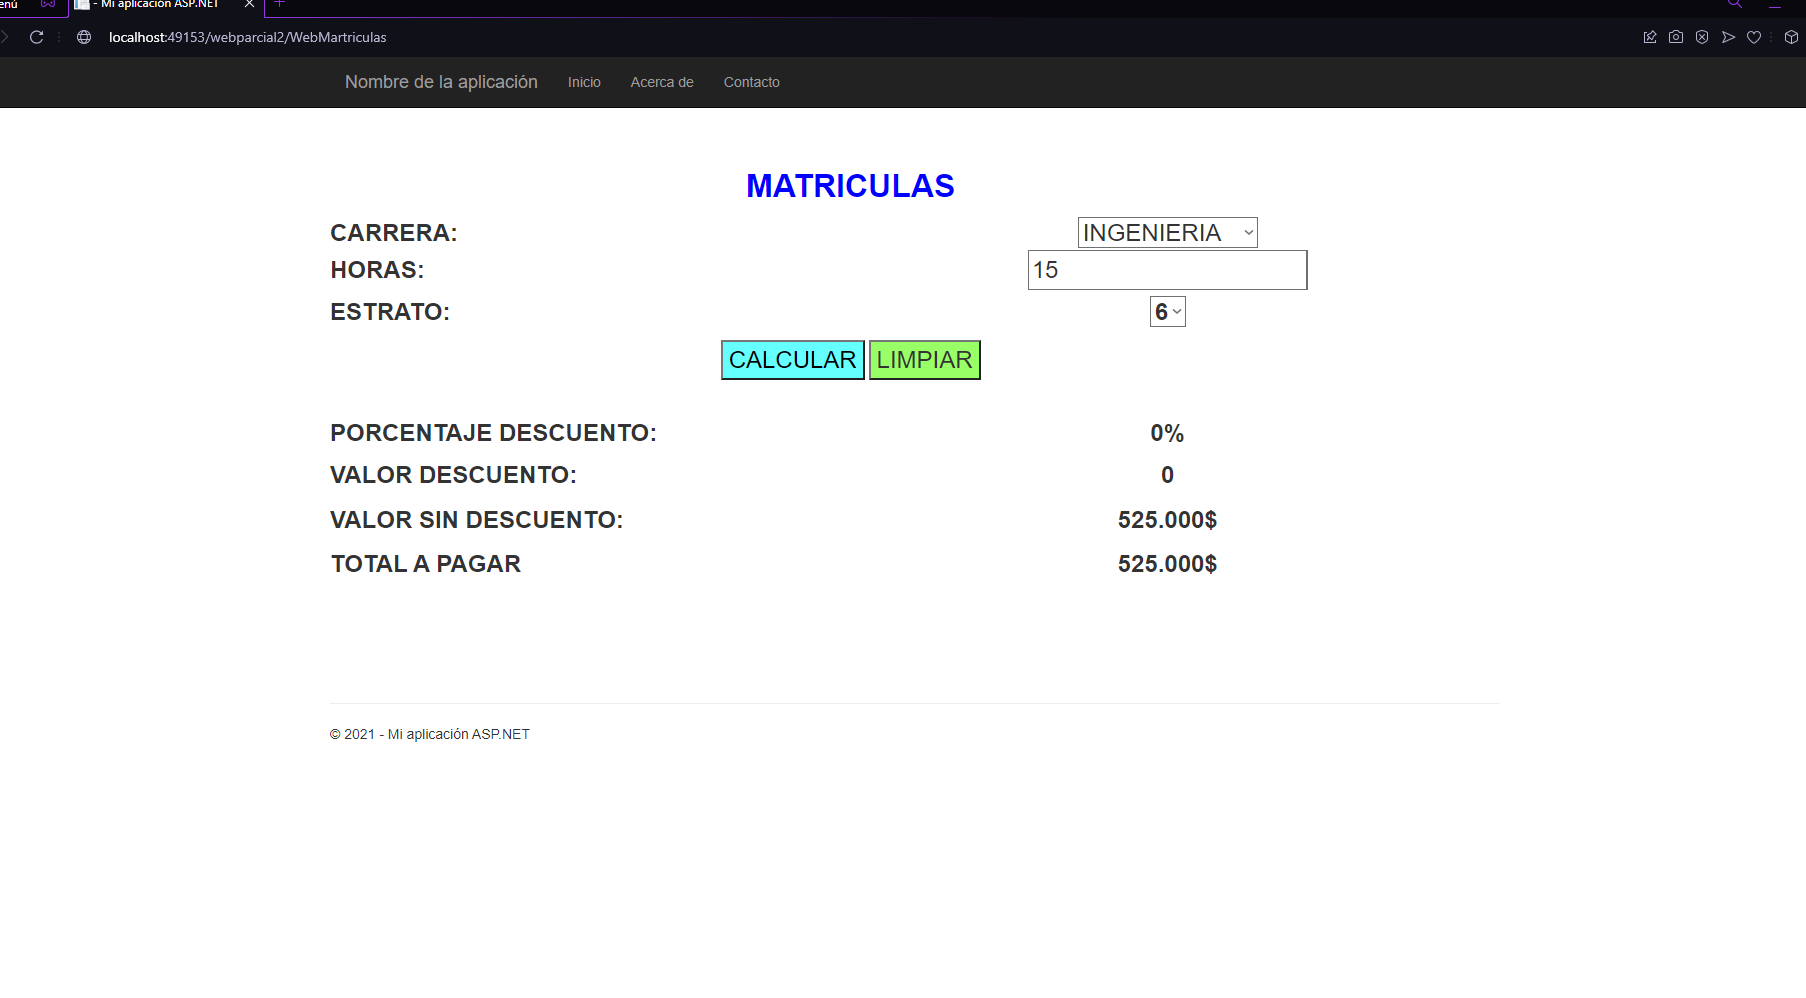 - Mi aplicación ASP.NET
localhost:49153/webparcial2/WebMartriculas
Nombre de la aplicación Inicio Acerca de Contacto
MATRICULAS
CARRERA: INGENIERIA
HORAS: 15
ESTRATO: 6
CALCULAR LIMPIAR
PORCENTAJE DESCUENTO: 0%
VALOR DESCUENTO: 0
VALOR SIN DESCUENTO: 525.000$
TOTAL A PAGAR 525.000$
© 2021 - Mi aplicación ASP.NET